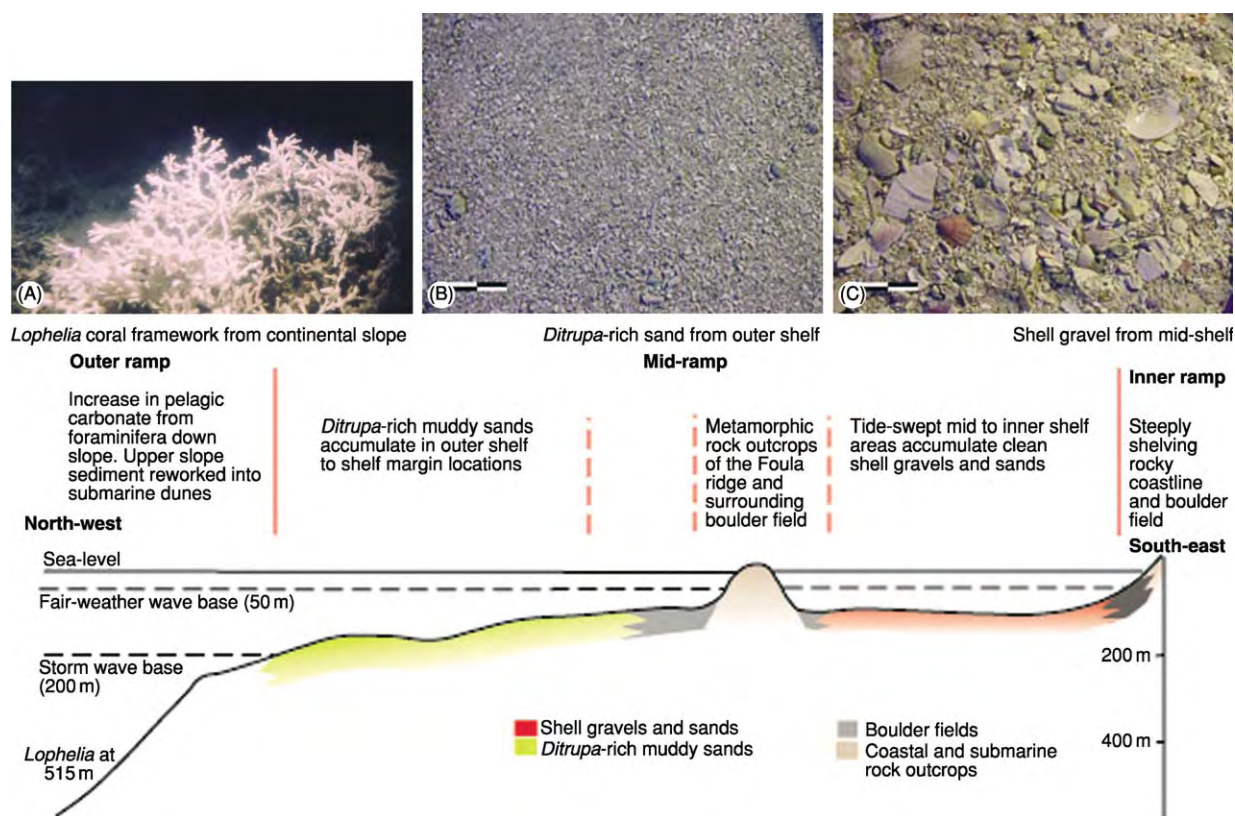 (A)
(B)
(C)
Lophelia coral framework from continental slope
Ditrupa-rich sand from outer shelf
Shell gravel from mid-shelf
Outer ramp
Mid-ramp
Inner ramp
Increase in pelagic
carbonate from
foraminifera down
slope. Upper slope
sediment reworked into
submarine dunes
Ditrupa-rich muddy sands
accumulate in outer shelf
to shelf margin locations
Metamorphic
rock outcrops
of the Foula
ridge and
surrounding
boulder field
Tide-swept mid to inner shelf
areas accumulate clean
shell gravels and sands
Steeply
shelving
rocky
coastline
and boulder
field
North-west
South-east
Sea-level
Fair-weather wave base (50 m)
Storm wave base
(200 m)
Lophelia at
515 m
200 m
400 m
Shell gravels and sands
Ditrupa-rich muddy sands
Boulder fields
Coastal and submarine
rock outcrops